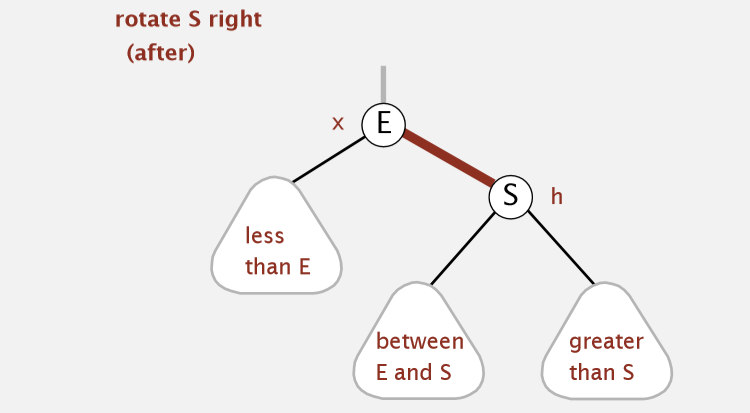 rotate S right
(after)
x
E
S
h
less
than E
between
E and S
greater
than S